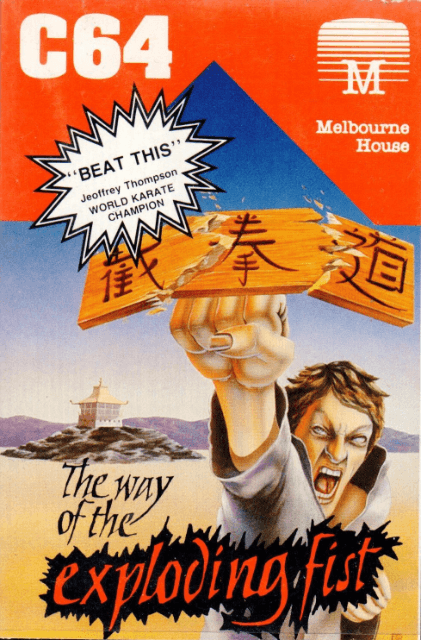 C64
M
Melbourne
House
"BEAT THIS"
Jeoffrey Thompson
WORLD KARATE
CHAMPION
截拳道
The way
of the
exploding fist